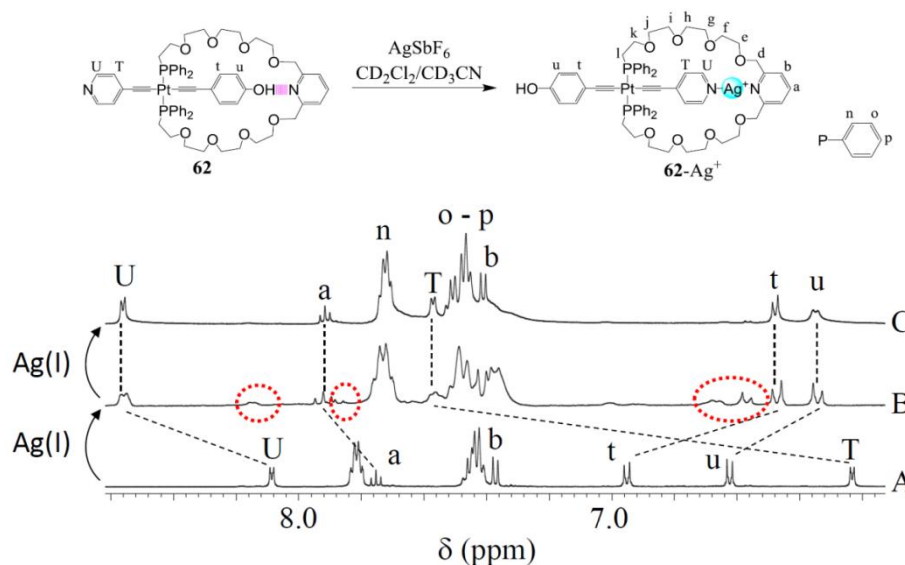 U T
N
PPh2
Pt
PPh2
t u
OH
N
O O O O O
O O O O O
62
AgSbF6
CD2Cl2/CD3CN
l k j i h g f e d b a
u t
HO
PPh2
Pt
PPh2
T U
N Ag+ N
O O O O O
O O O O O
62-Ag+
n o p
P
U a n T o - p b t u C
Ag(I)
B
Ag(I)
U a b t u T A
8.0 7.0
δ (ppm)